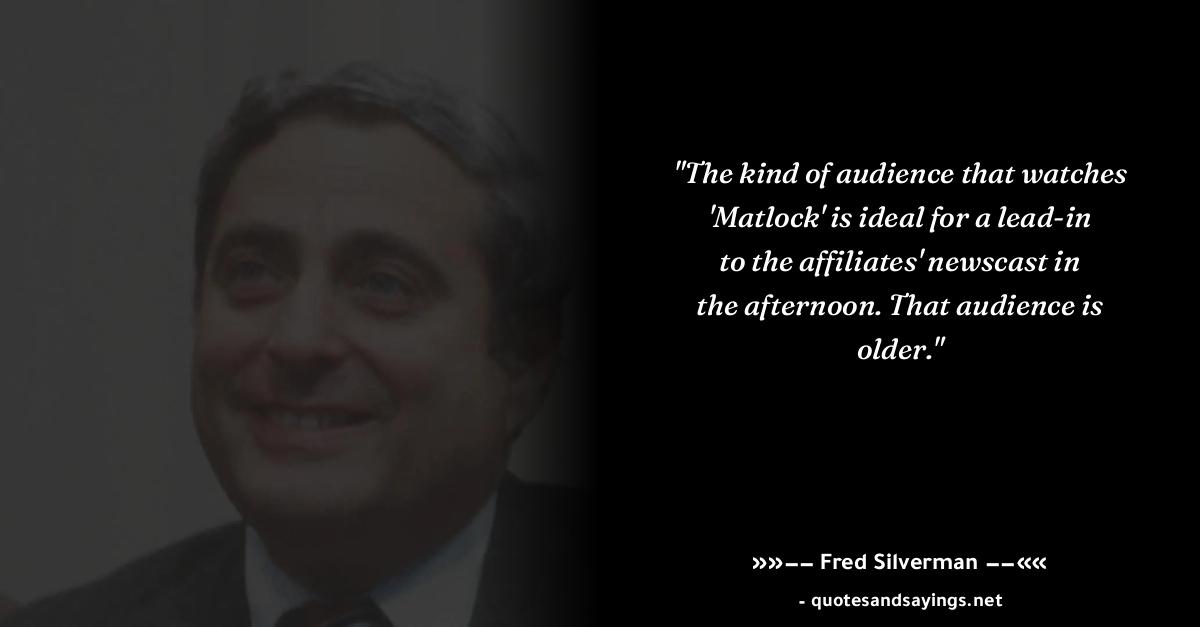 "The kind of audience that watches
'Matlock' is ideal for a lead-in
to the affiliates' newscast in
the afternoon. That audience is
older."
»»−− Fred Silverman −−««
- quotesandsayings.net